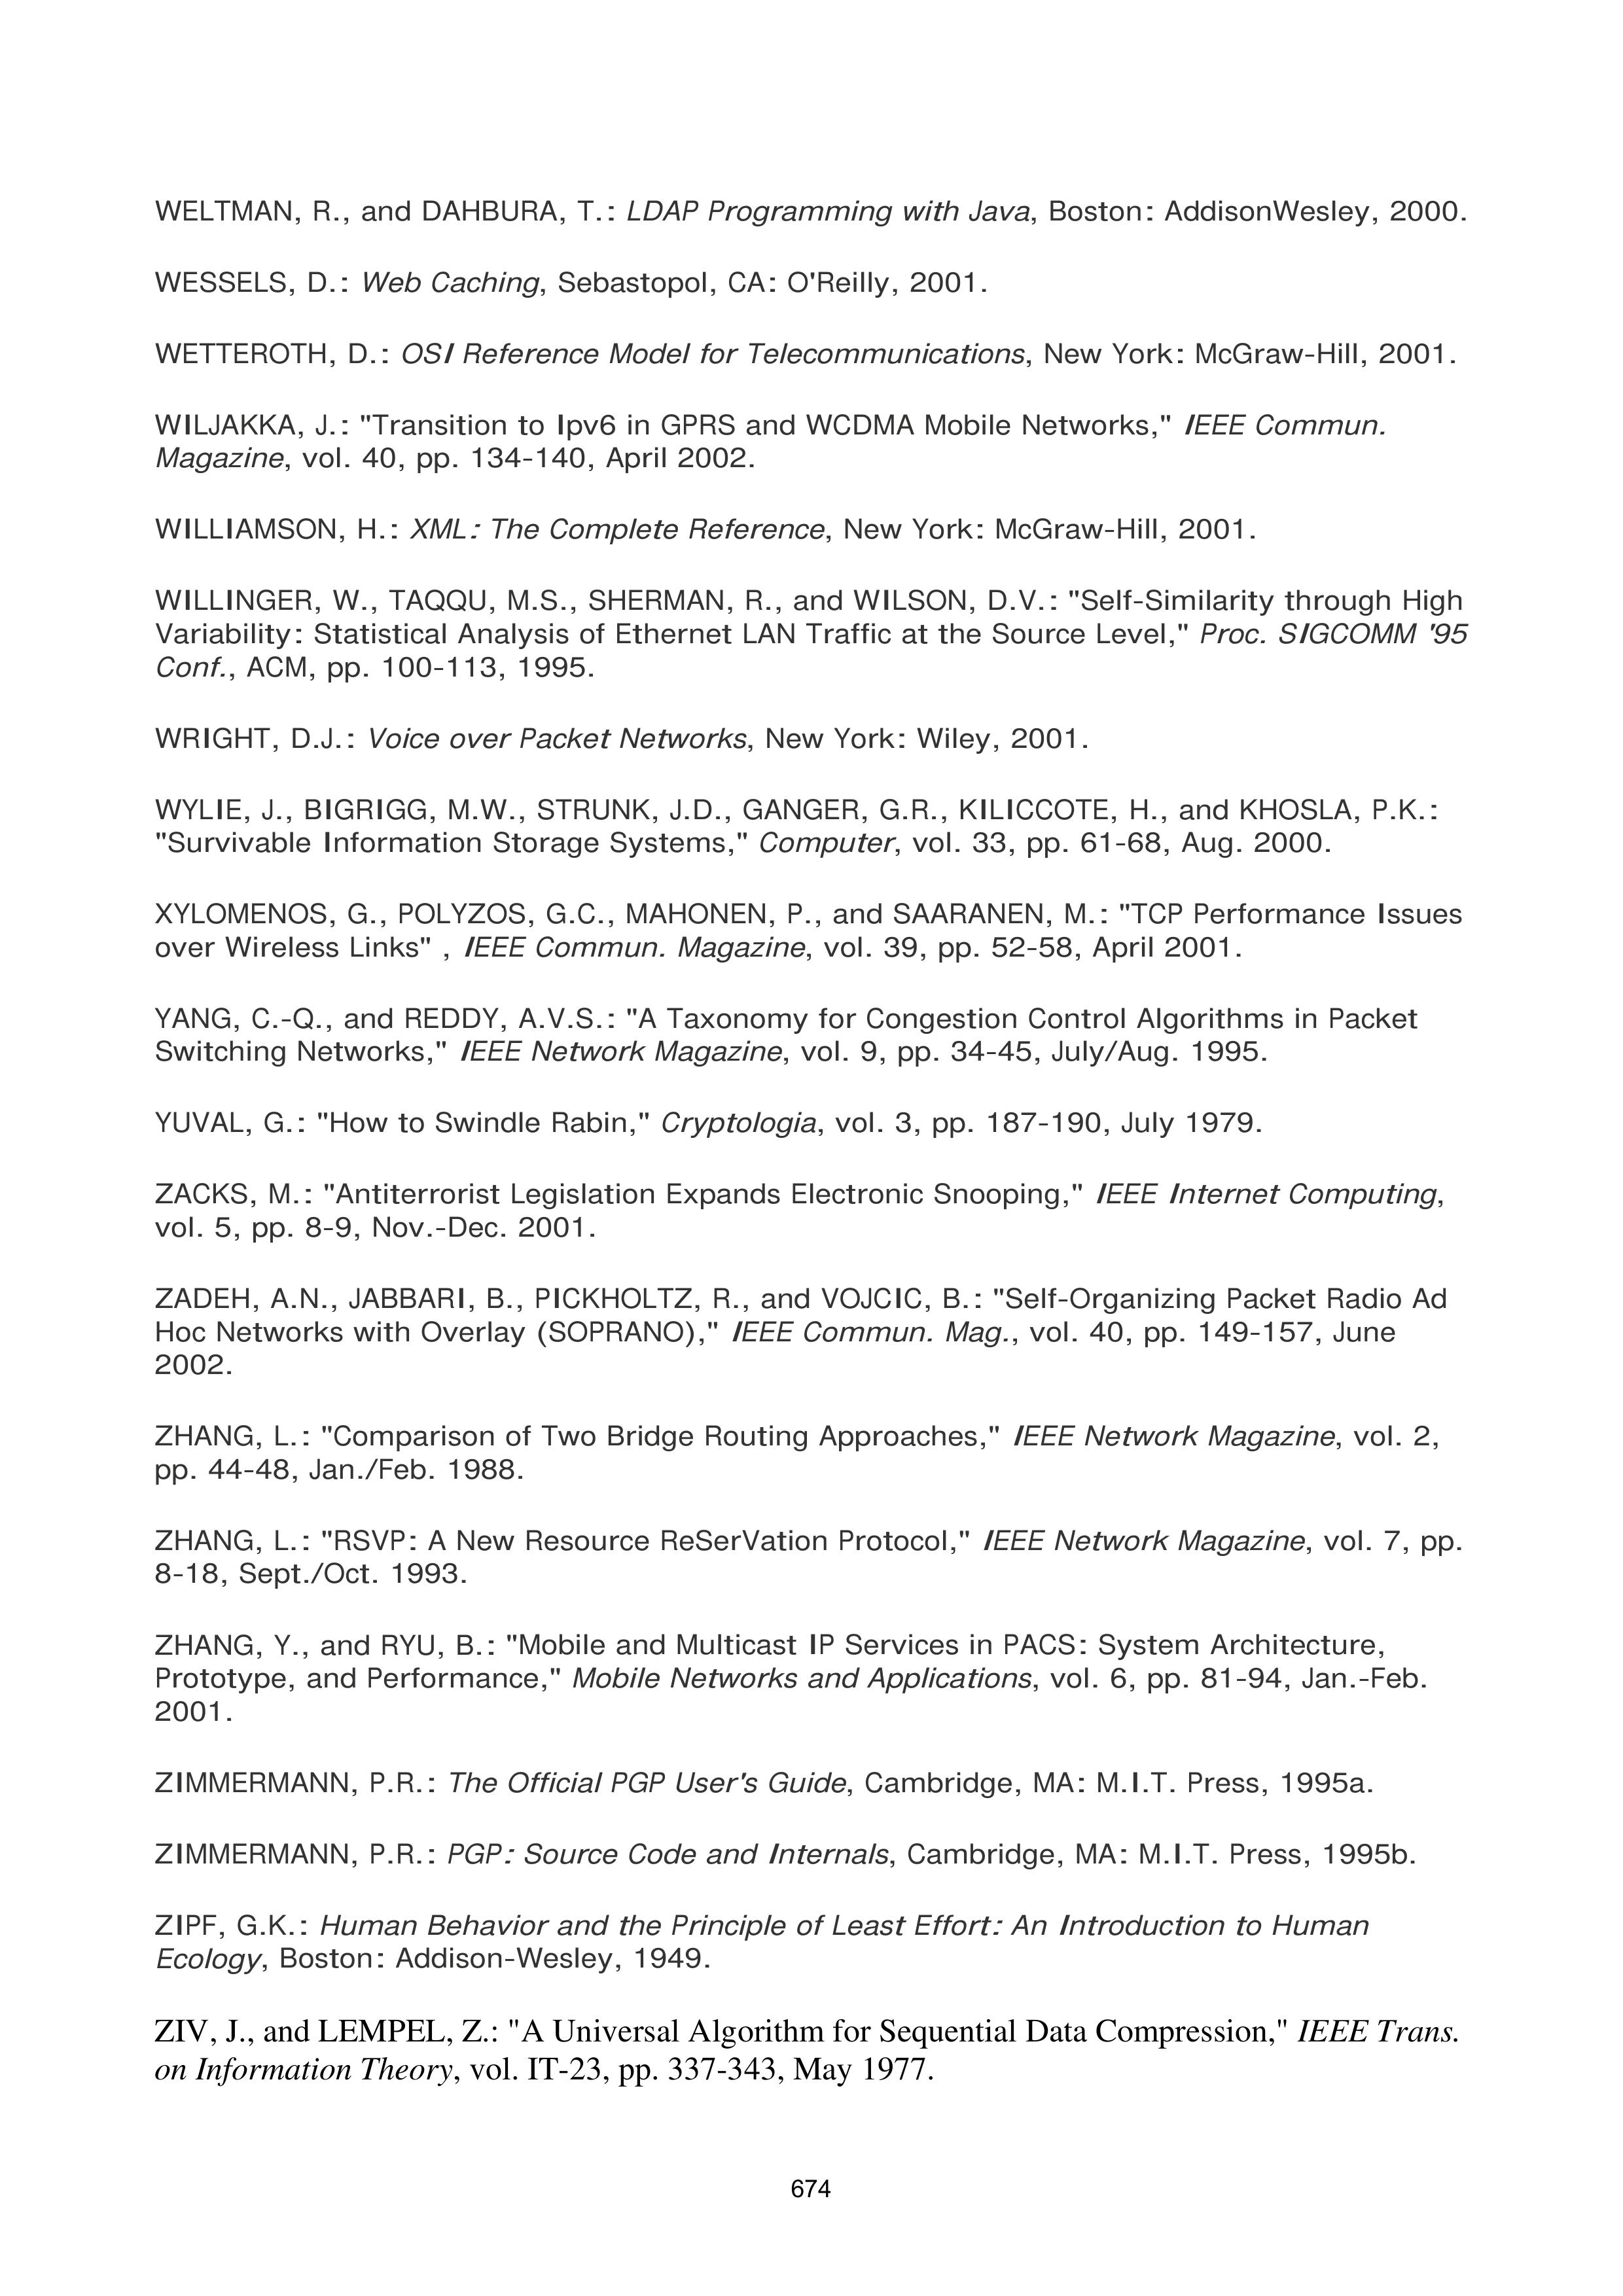 WELTMAN, R., and DAHBURA, T.: LDAP Programming with Java, Boston: AddisonWesley, 2000.
WESSELS, D.: Web Caching, Sebastopol, CA: O'Reilly, 2001.
WETTEROTH, D.: OSI Reference Model for Telecommunications, New York: McGraw-Hill, 2001.
WILJAKKA, J.: "Transition to Ipv6 in GPRS and WCDMA Mobile Networks," IEEE Commun.
Magazine, vol. 40, pp. 134-140, April 2002.
WILLIAMSON, H.: XML: The Complete Reference, New York: McGraw-Hill, 2001.
WILLINGER, W., TAQQU, M.S., SHERMAN, R., and WILSON, D.V.: "Self-Similarity through High
Variability: Statistical Analysis of Ethernet LAN Traffic at the Source Level," Proc. SIGCOMM '95
Conf., ACM, pp. 100-113, 1995.
WRIGHT, D.J.: Voice over Packet Networks, New York: Wiley, 2001.
WYLIE, J., BIGRIGG, M.W., STRUNK, J.D., GANGER, G.R., KILICCOTE, H., and KHOSLA, P.K.:
"Survivable Information Storage Systems," Computer, vol. 33, pp. 61-68, Aug. 2000.
XYLOMENOS, G., POLYZOS, G.C., MAHONEN, P., and SAARANEN, M.: "TCP Performance Issues
over Wireless Links" , IEEE Commun. Magazine, vol. 39, pp. 52-58, April 2001.
YANG, C.-Q., and REDDY, A.V.S.: "A Taxonomy for Congestion Control Algorithms in Packet
Switching Networks," IEEE Network Magazine, vol. 9, pp. 34-45, July/Aug. 1995.
YUVAL, G.: "How to Swindle Rabin," Cryptologia, vol. 3, pp. 187-190, July 1979.
ZACKS, M.: "Antiterrorist Legislation Expands Electronic Snooping," IEEE Internet Computing,
vol. 5, pp. 8-9, Nov.-Dec. 2001.
ZADEH, A.N., JABBARI, B., PICKHOLTZ, R., and VOJCIC, B.: "Self-Organizing Packet Radio Ad
Hoc Networks with Overlay (SOPRANO)," IEEE Commun. Mag., vol. 40, pp. 149-157, June
2002.
ZHANG, L.: "Comparison of Two Bridge Routing Approaches," IEEE Network Magazine, vol. 2,
pp. 44-48, Jan./Feb. 1988.
ZHANG, L.: "RSVP: A New Resource ReSerVation Protocol," IEEE Network Magazine, vol. 7, pp.
8-18, Sept./Oct. 1993.
ZHANG, Y., and RYU, B.: "Mobile and Multicast IP Services in PACS: System Architecture,
Prototype, and Performance," Mobile Networks and Applications, vol. 6, pp. 81-94, Jan.-Feb.
2001.
ZIMMERMANN, P.R.: The Official PGP User's Guide, Cambridge, MA: M.I.T. Press, 1995a.
ZIMMERMANN, P.R.: PGP: Source Code and Internals, Cambridge, MA: M.I.T. Press, 1995b.
ZIPF, G.K.: Human Behavior and the Principle of Least Effort: An Introduction to Human
Ecology, Boston: Addison-Wesley, 1949.
ZIV, J., and LEMPEL, Z.: "A Universal Algorithm for Sequential Data Compression," IEEE Trans.
on Information Theory, vol. IT-23, pp. 337-343, May 1977.
674